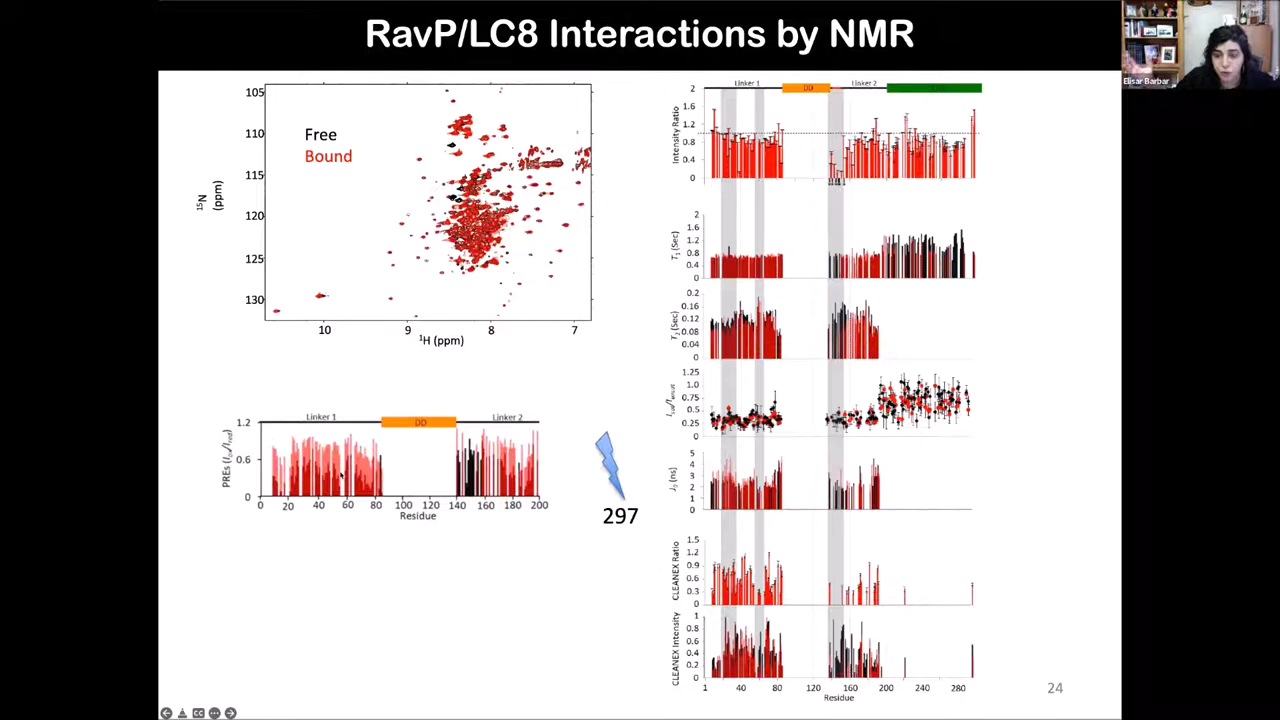 RavP/LC8 Interactions by NMR
Elisar Barbar
Free
Bound
105
110
115
120
125
130
15N
(ppm)
10
9
8
7
1H (ppm)
Linker 1
DD
Linker 2
1.2
0.6
0
PREs
0 20 40 60 80 100 120 140 160 180 200
Residue
297
Linker 1
DD
Linker 2
2
1.6
1.2
0.8
0.4
0
Intensity Ratio
2
1.6
1.2
0.8
0.4
0
T1 (Sec)
0.2
0.16
0.12
0.08
0.04
0
T2 (Sec)
1.25
1.0
0.75
0.5
0.25
0
5
4
3
2
1
0
(ns)
1.5
1.2
0.9
0.6
0.3
0
CLEANEX Ratio
1
0.8
0.6
0.4
0.2
0
CLEANEX Intensity
1 40 80 120 160 200 240 280
Residue
24